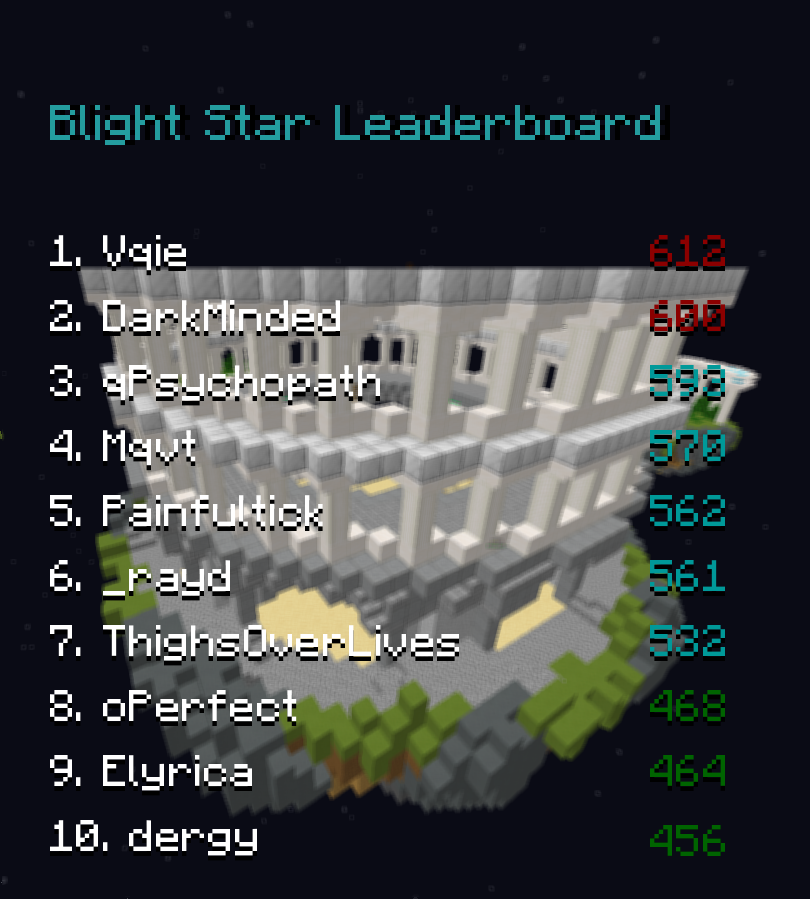 Blight Star Leaderboard
1. Vqie 612
2. DarkMinded 600
3. qPsychopath 593
4. Mqvt 570
5. Painfultick 562
6. _rayd 561
7. ThighsOverLives 532
8. oPerfect 468
9. Elyrica 464
10. dergy 456